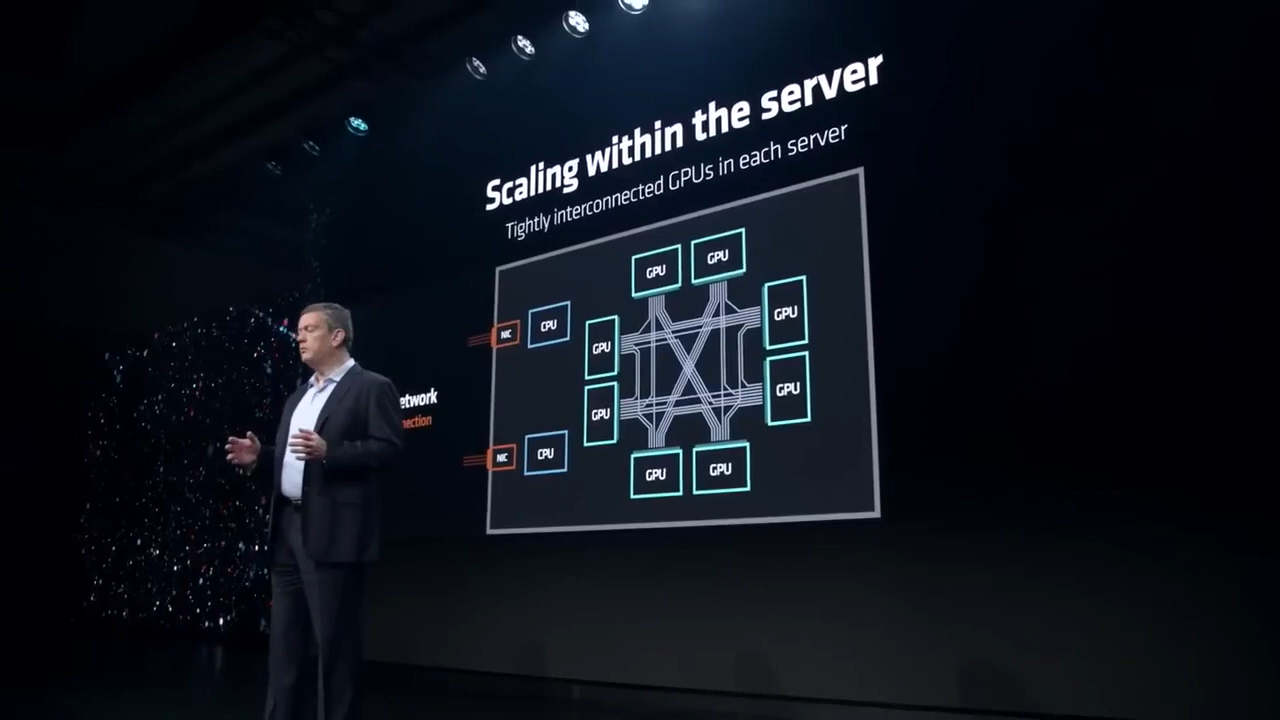 Scaling within the server
Tightly interconnected GPUs in each server
GPU
GPU
GPU
NIC
CPU
GPU
GPU
GPU
etwork
nection
NIC
CPU
GPU
GPU